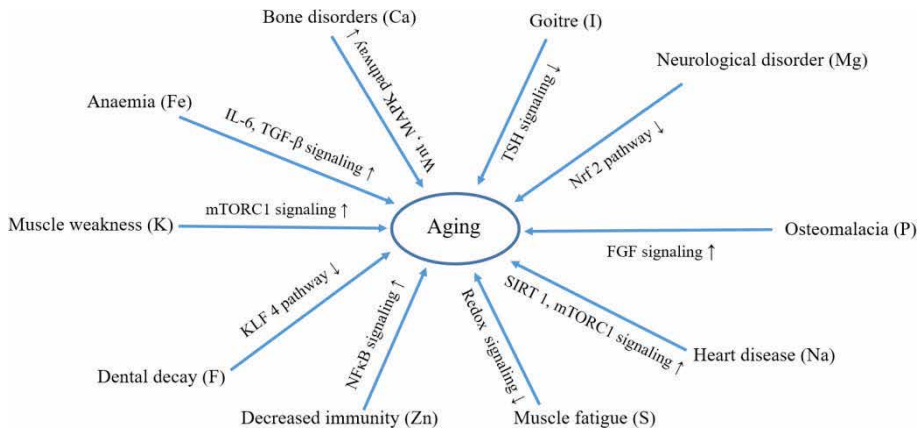 Bone disorders (Ca)
Goitre (I)
Neurological disorder (Mg)
Anaemia (Fe)
Wnt , MAPK pathway ↑
TSH signaling ↓
IL-6, TGF-β signaling ↑
Nrf 2 pathway ↓
Muscle weakness (K)
mTORC1 signaling ↑
Aging
Osteomalacia (P)
FGF signaling ↑
KLF 4 pathway ↓
NFκB signaling ↑
Redox signaling ↓
SIRT 1, mTORC1 signaling ↑
Heart disease (Na)
Dental decay (F)
Decreased immunity (Zn)
Muscle fatigue (S)